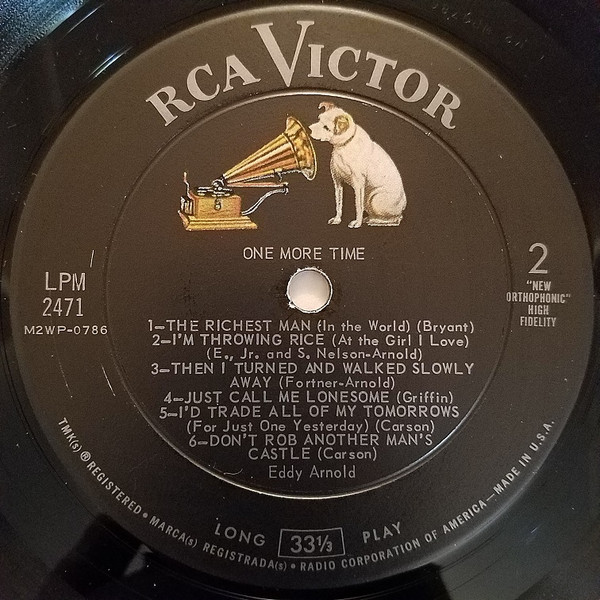 RCA VICTOR
ONE MORE TIME
LPM
2471
M2WP-0786
2
"NEW
ORTHOPHONIC"
HIGH
FIDELITY
1—THE RICHEST MAN (In the World) (Bryant)
2—I'M THROWING RICE (At the Girl I Love)
(E., Jr. and S. Nelson-Arnold)
3—THEN I TURNED AND WALKED SLOWLY
AWAY (Fortner-Arnold)
4—JUST CALL ME LONESOME (Griffin)
5—I'D TRADE ALL OF MY TOMORROWS
(For Just One Yesterday) (Carson)
6—DON'T ROB ANOTHER MAN'S
CASTLE (Carson)
Eddy Arnold
LONG 33⅓ PLAY
TMK(s) ® REGISTERED • MARCA(s) REGISTRADA(s) • RADIO CORPORATION OF AMERICA—MADE IN U.S.A.